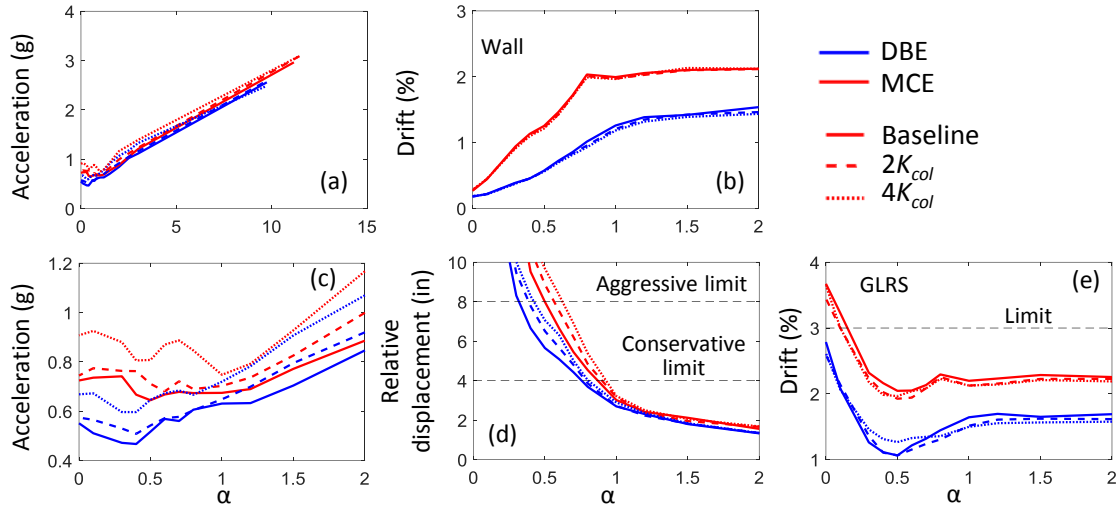 Acceleration (g)
4
3
2
1
0
0
5
10
15
(a)
Drift (%)
3
2
1
0
0
0.5
1
1.5
2
Wall
(b)
DBE
MCE
Baseline
2K_col
4K_col
Acceleration (g)
1.2
1
0.8
0.6
0.4
0
0.5
1
1.5
2
α
(c)
Relative
displacement (in)
10
8
6
4
2
0
0
0.5
1
1.5
2
α
Aggressive limit
Conservative
limit
(d)
Drift (%)
4
3
2
1
0
0.5
1
1.5
2
α
GLRS
Limit
(e)